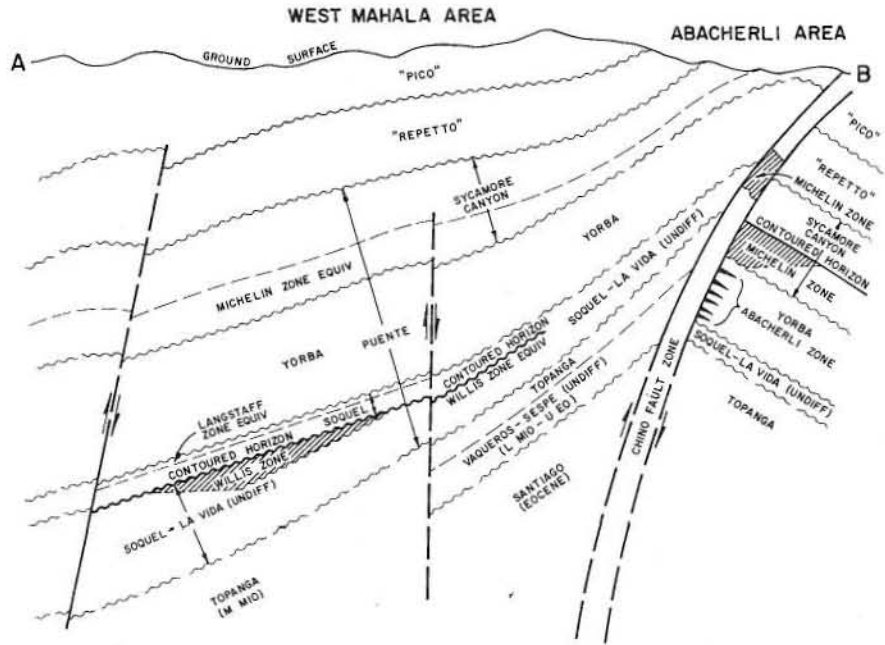 WEST MAHALA AREA
ABACHERLI AREA
A
GROUND SURFACE
B
"PICO"
"REPETTO"
SYCAMORE
CANYON
YORBA
MICHELIN ZONE EQUIV
YORBA
PUENTE
SOQUEL-LA VIDA (UNDIFF)
LANGSTAFF
ZONE EQUIV
CONTOURED HORIZON
SOQUEL
WILLIS ZONE
CONTOURED HORIZON
WILLIS ZONE EQUIV
TOPANGA
VAQUEROS-SESPE (UNDIFF)
(L MIO-U EO.)
SANTIAGO
(EOCENE)
SOQUEL-LA VIDA (UNDIFF)
TOPANGA
(M MIO)
CHINO FAULT ZONE
"PICO"
"REPETTO"
MICHELIN ZONE
SYCAMORE
CANYON
CONTOURED HORIZON
MICHELIN ZONE
YORBA
ABACHERLI ZONE
SOQUEL-LA VIDA (UNDIFF)
TOPANGA